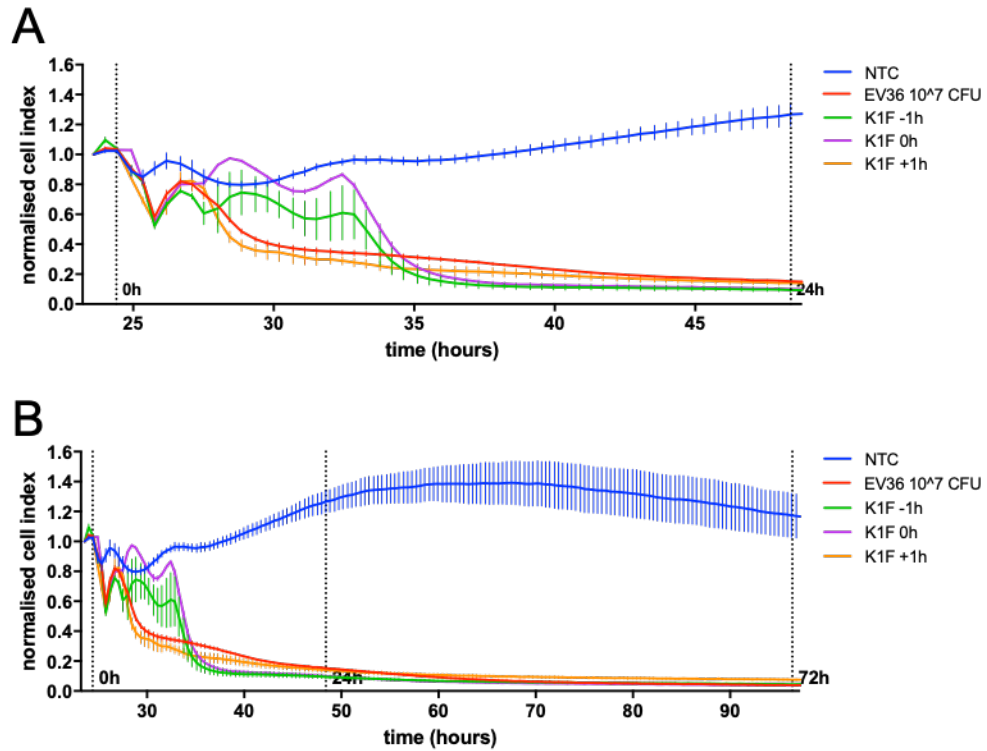 A
1.6
1.4
1.2
1.0
0.8
0.6
0.4
0.2
0.0
normalised cell index
0h
24h
25
30
35
40
45
time (hours)
NTC
EV36 10^7 CFU
K1F -1h
K1F 0h
K1F +1h
B
1.6
1.4
1.2
1.0
0.8
0.6
0.4
0.2
0.0
normalised cell index
0h
24h
72h
30
40
50
60
70
80
90
time (hours)
NTC
EV36 10^7 CFU
K1F -1h
K1F 0h
K1F +1h